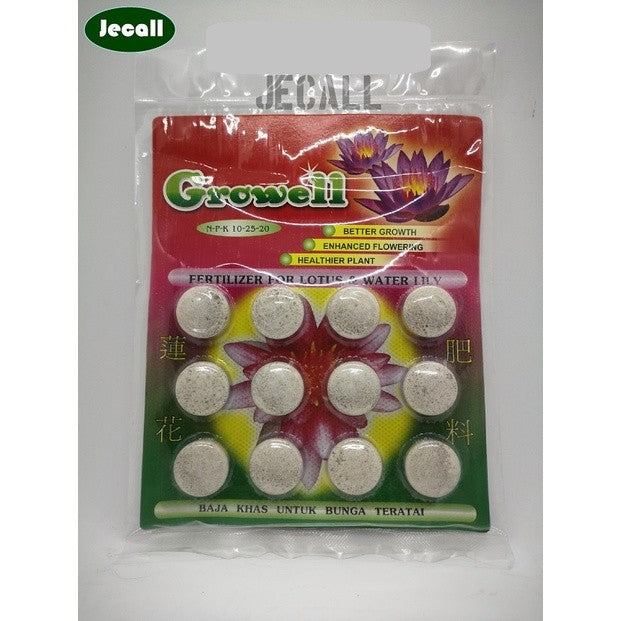 Jecall
JECALL
Growell
N-P-K 10-25-20
BETTER GROWTH
ENHANCED FLOWERING
HEALTHIER PLANT
FERTILIZER FOR LOTUS & WATER LILY
蓮花
肥料
BAJA KHAS UNTUK BUNGA TERATAI